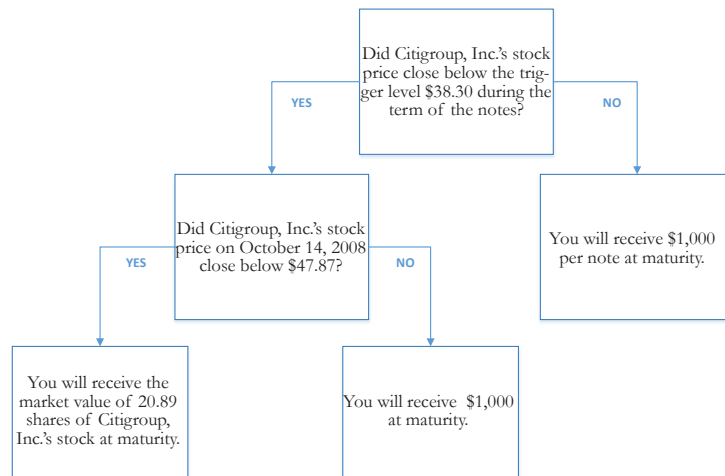 Did Citigroup, Inc.'s stock
price close below the trig-
ger level $38.30 during the
term of the notes?
YES
NO
Did Citigroup, Inc.'s stock
price on October 14, 2008
close below $47.87?
You will receive $1,000
per note at maturity.
YES
NO
You will receive the
market value of 20.89
shares of Citigroup,
Inc.'s stock at maturity.
You will receive $1,000
at maturity.